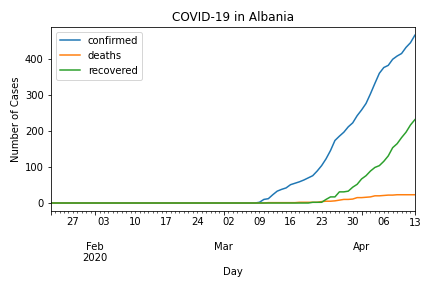 COVID-19 in Albania
confirmed
deaths
recovered
Number of Cases
400
300
200
100
0
27 03 10 17 24 02 09 16 23 30 06 13
Feb Mar Apr
2020
Day